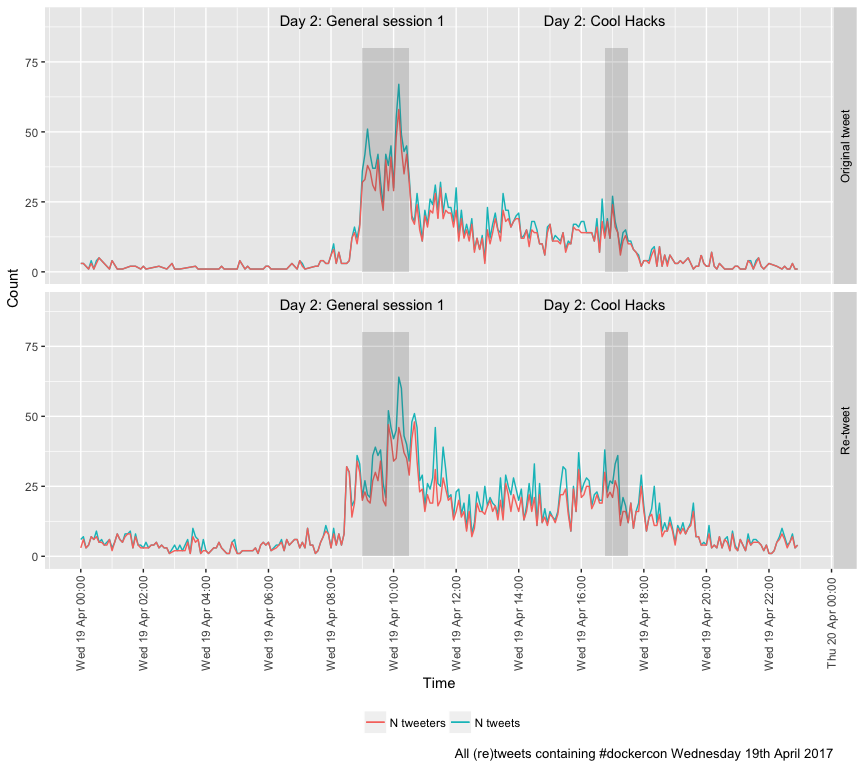 Day 2: General session 1 Day 2: Cool Hacks
75
50
25
0
Original tweet
Count
Day 2: General session 1 Day 2: Cool Hacks
75
50
25
0
Re-tweet
Wed 19 Apr 00:00
Wed 19 Apr 02:00
Wed 19 Apr 04:00
Wed 19 Apr 06:00
Wed 19 Apr 08:00
Wed 19 Apr 10:00
Wed 19 Apr 12:00
Wed 19 Apr 14:00
Wed 19 Apr 16:00
Wed 19 Apr 18:00
Wed 19 Apr 20:00
Wed 19 Apr 22:00
Thu 20 Apr 00:00
Time
N tweeters N tweets
All (re)tweets containing #dockercon Wednesday 19th April 2017